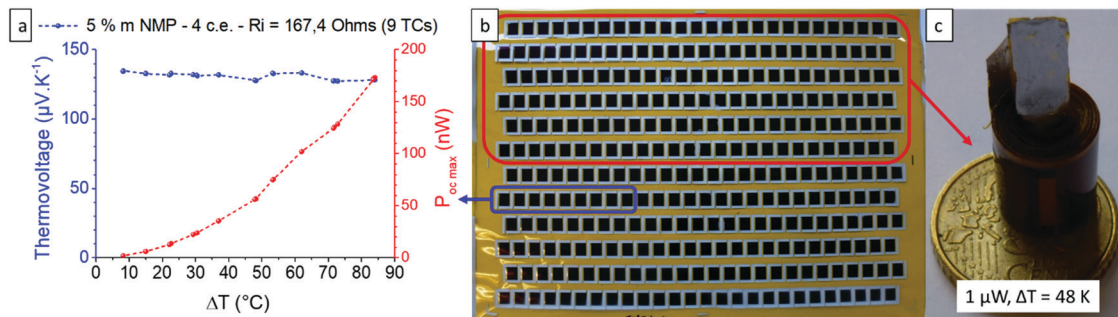 a
5 % m NMP - 4 c.e. - Ri = 167,4 Ohms (9 TCs)
Thermovoltage (µV.K⁻¹)
150
100
50
0
0 10 20 30 40 50 60 70 80 90
ΔT (°C)
200
150
100
50
0
P oc max (nW)
b
c
1 µW, ΔT = 48 K